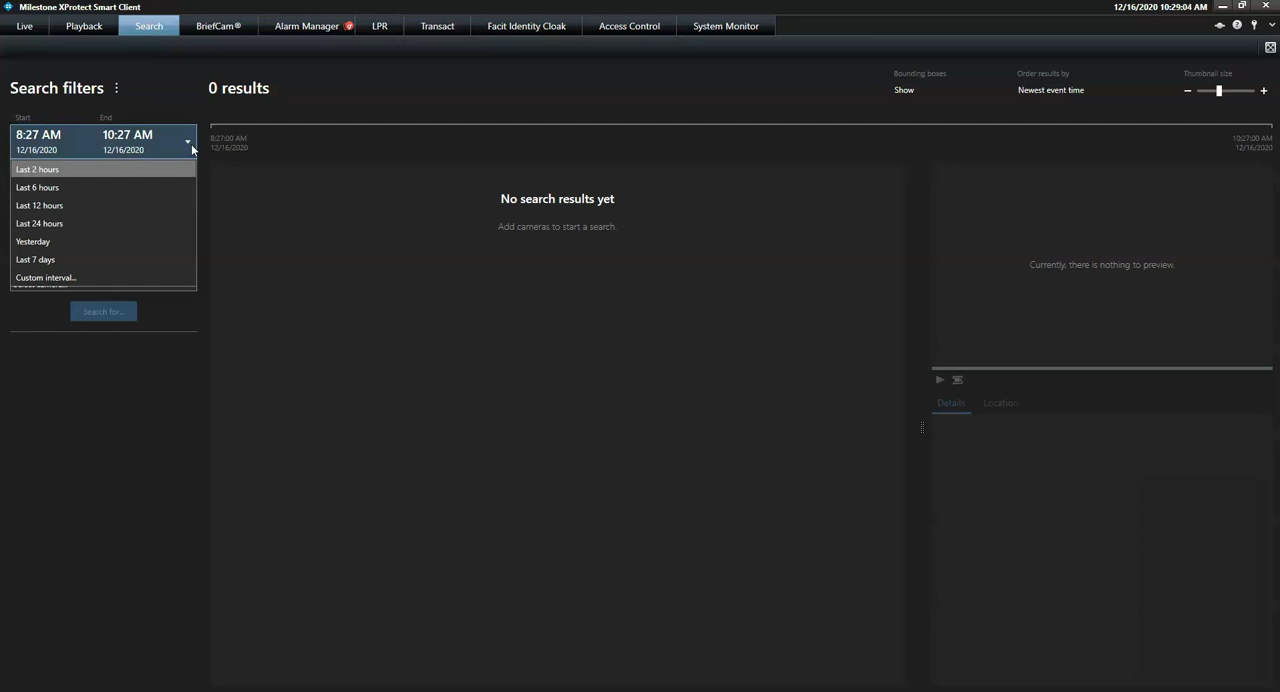 Milestone XProtect Smart Client
12/16/2020 10:29:04 AM
Live
Playback
Search
BriefCam®
Alarm Manager
LPR
Transact
Facit Identity Cloak
Access Control
System Monitor
Search filters
0 results
Bounding boxes
Show
Order results by
Newest event time
Thumbnail size
Start
End
8:27 AM
10:27 AM
12/16/2020
12/16/2020
8:27:00 AM
12/16/2020
10:27:00 AM
12/16/2020
Last 2 hours
Last 6 hours
Last 12 hours
Last 24 hours
Yesterday
Last 7 days
Custom interval...
Search for...
No search results yet
Add cameras to start a search.
Currently, there is nothing to preview.
Details
Location